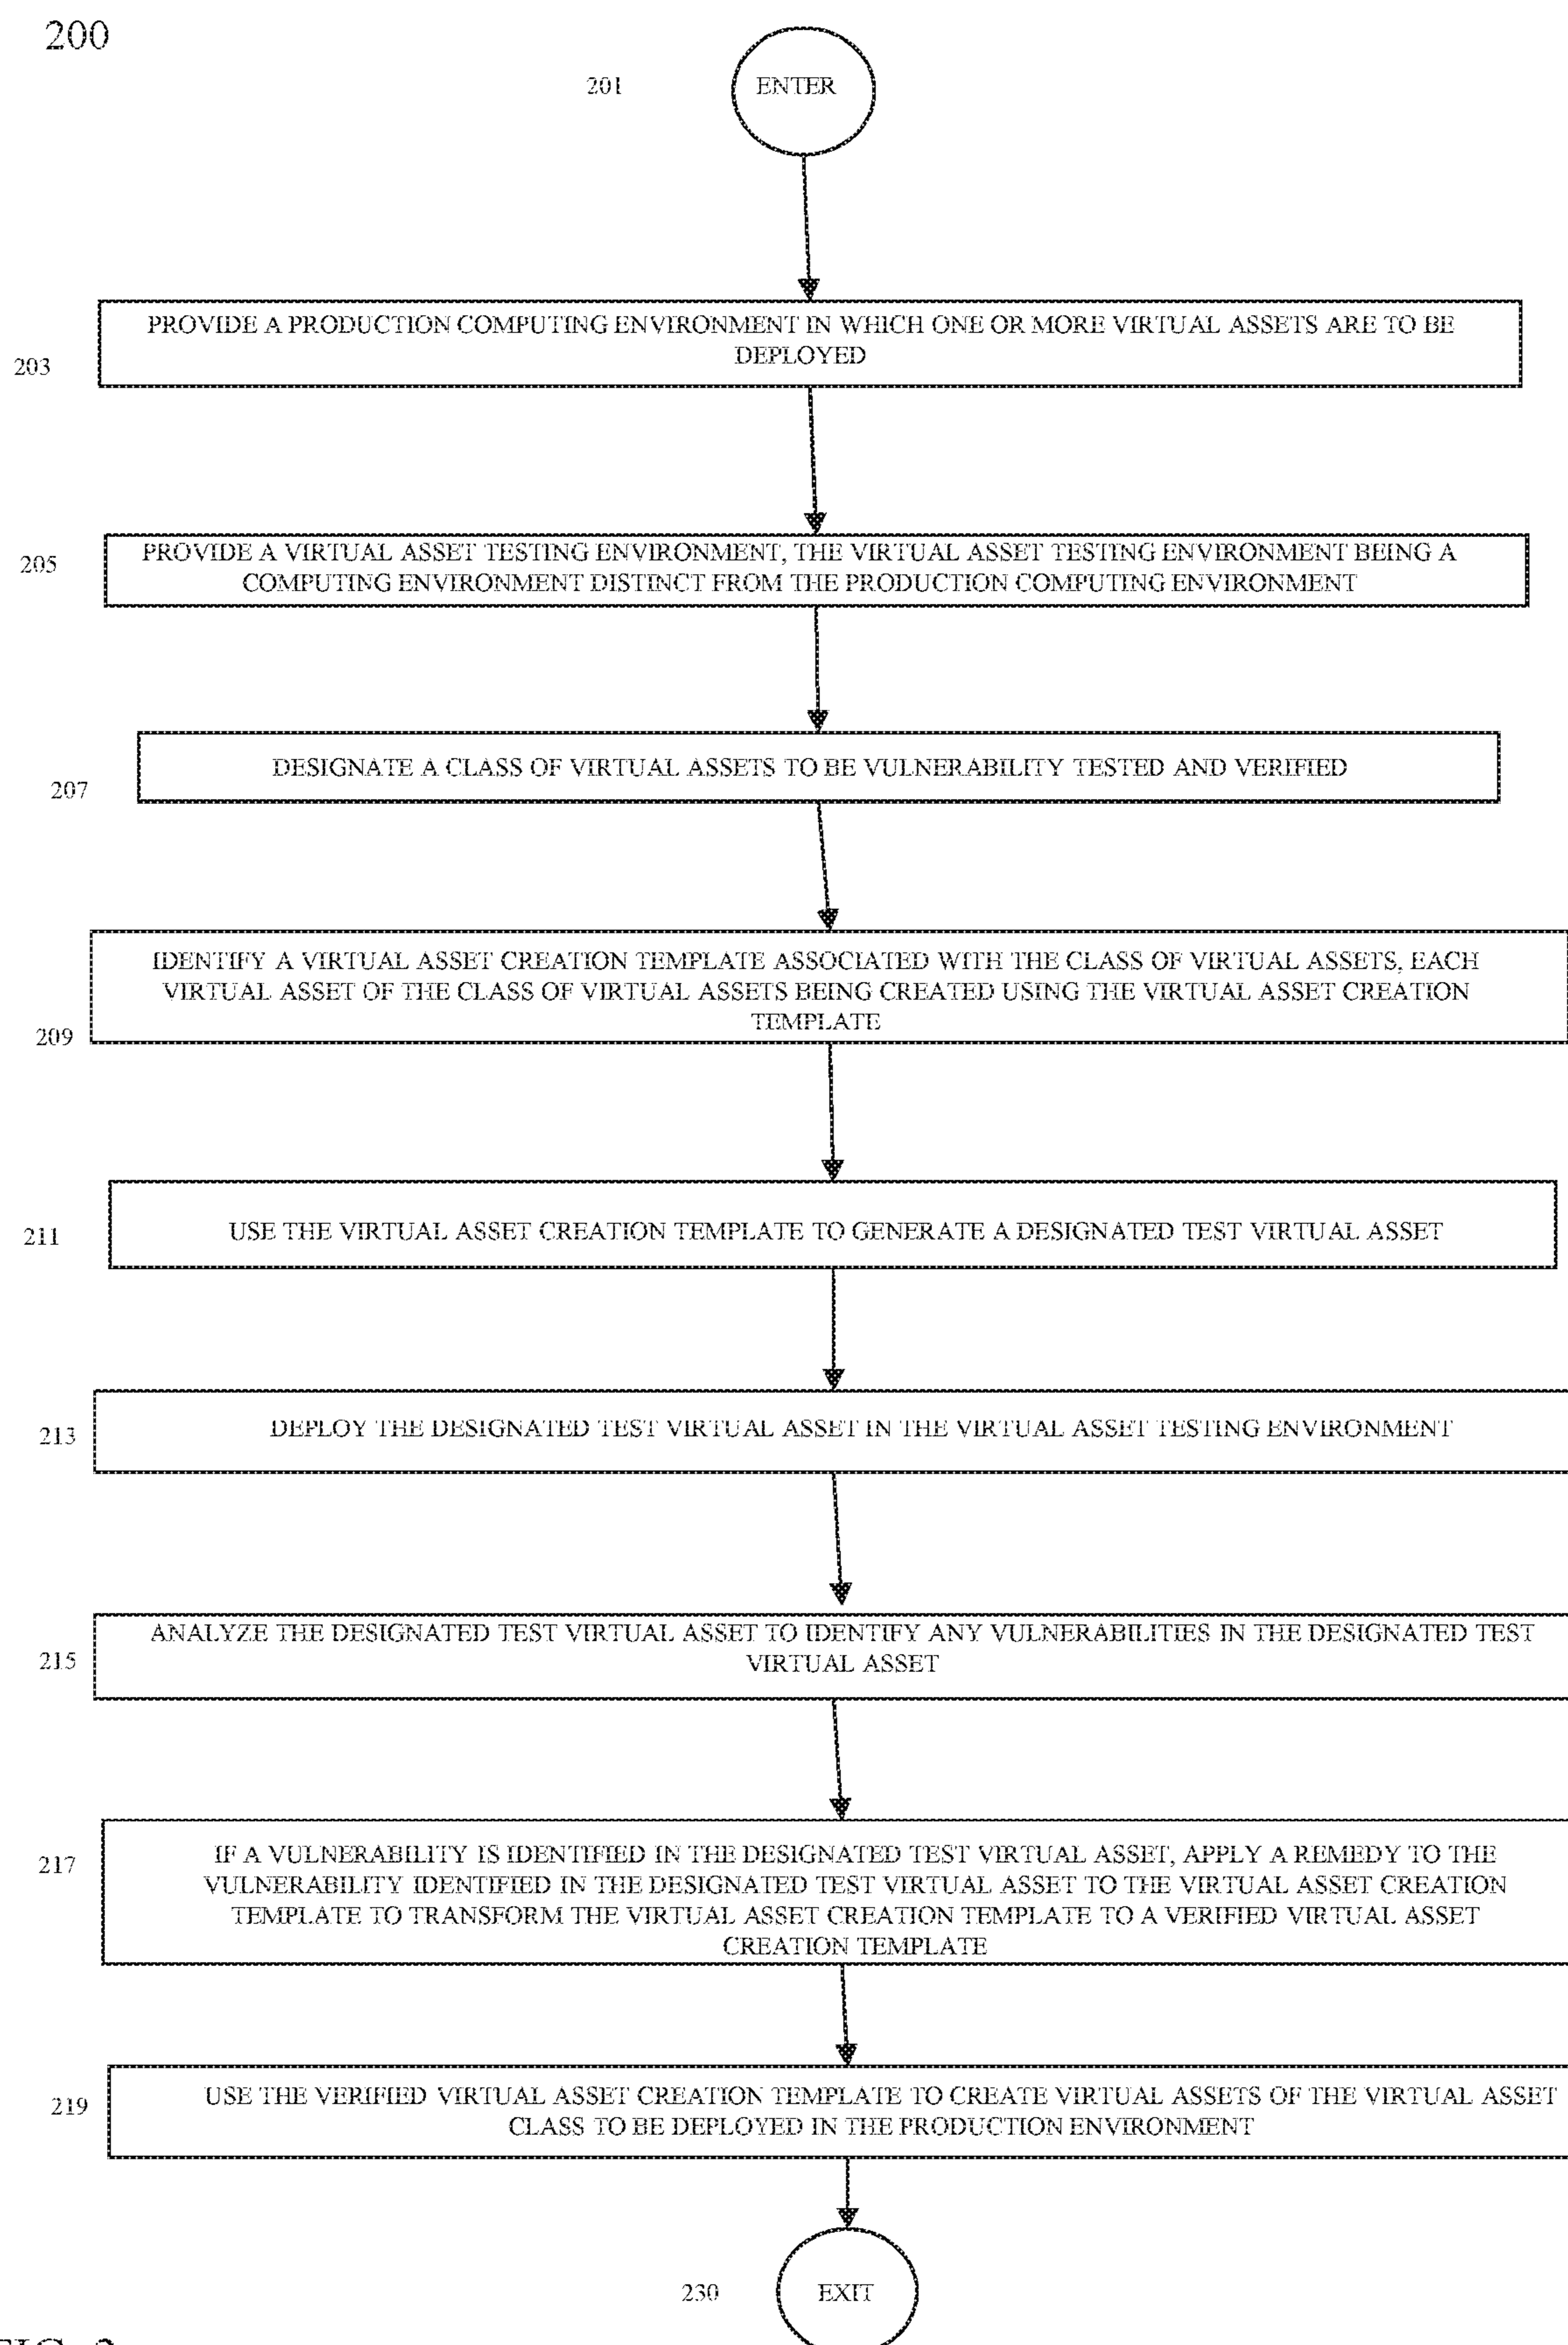 200
201
ENTER
PROVIDE A PRODUCTION COMPUTING ENVIRONMENT IN WHICH ONE OR MORE VIRTUAL ASSETS ARE TO BE
DEPLOYED
203
PROVIDE A VIRTUAL ASSET TESTING ENVIRONMENT, THE VIRTUAL ASSET TESTING ENVIRONMENT BEING A
COMPUTING ENVIRONMENT DISTINCT FROM THE PRODUCTION COMPUTING ENVIRONMENT
205
DESIGNATE A CLASS OF VIRTUAL ASSETS TO BE VULNERABILITY TESTED AND VERIFIED
207
IDENTIFY A VIRTUAL ASSET CREATION TEMPLATE ASSOCIATED WITH THE CLASS OF VIRTUAL ASSETS, EACH
VIRTUAL ASSET OF THE CLASS OF VIRTUAL ASSETS BEING CREATED USING THE VIRTUAL ASSET CREATION
TEMPLATE
209
USE THE VIRTUAL ASSET CREATION TEMPLATE TO GENERATE A DESIGNATED TEST VIRTUAL ASSET
211
DEPLOY THE DESIGNATED TEST VIRTUAL ASSET IN THE VIRTUAL ASSET TESTING ENVIRONMENT
213
ANALYZE THE DESIGNATED TEST VIRTUAL ASSET TO IDENTIFY ANY VULNERABILITIES IN THE DESIGNATED TEST
VIRTUAL ASSET
215
IF A VULNERABILITY IS IDENTIFIED IN THE DESIGNATED TEST VIRTUAL ASSET, APPLY A REMEDY TO THE
VULNERABILITY IDENTIFIED IN THE DESIGNATED TEST VIRTUAL ASSET TO THE VIRTUAL ASSET CREATION
TEMPLATE TO TRANSFORM THE VIRTUAL ASSET CREATION TEMPLATE TO A VERIFIED VIRTUAL ASSET
CREATION TEMPLATE
217
USE THE VERIFIED VIRTUAL ASSET CREATION TEMPLATE TO CREATE VIRTUAL ASSETS OF THE VIRTUAL ASSET
CLASS TO BE DEPLOYED IN THE PRODUCTION ENVIRONMENT
219
230
EXIT